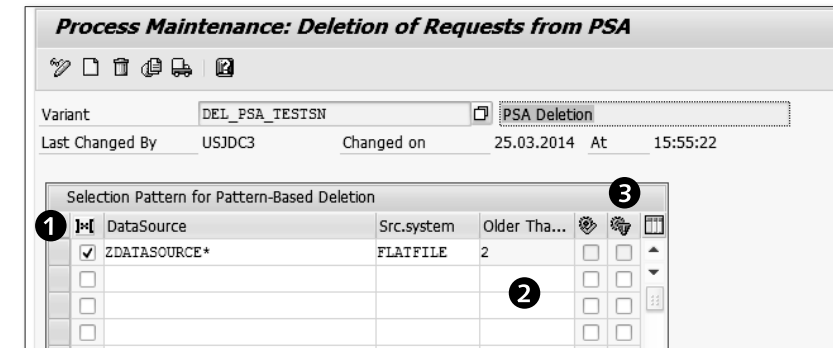 Process Maintenance: Deletion of Requests from PSA
Variant DEL_PSA_TESTSN PSA Deletion
Last Changed By USJDC3 Changed on 25.03.2014 At 15:55:22
3
Selection Pattern for Pattern-Based Deletion
1 DataSource Src.system Older Tha...
ZDATASOURCE* FLATFILE 2
2